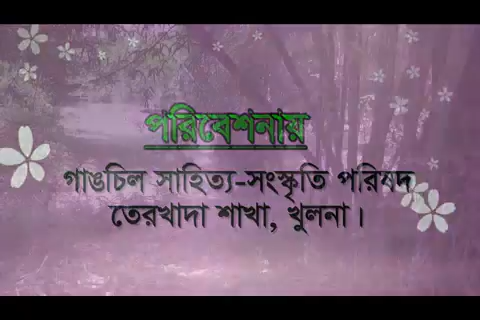 পরিবেশনায়
গাঙচিল সাহিত্য-সংস্কৃতি পরিষদ
তেরখাদা শাখা, খুলনা।